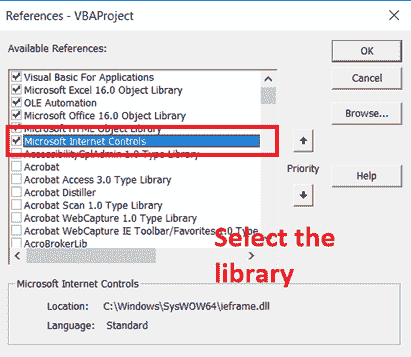 References - VBAProject
Available References:
OK
Visual Basic For Applications
Microsoft Excel 16.0 Object Library
OLE Automation
Microsoft Office 16.0 Object Library
Microsoft HTML Object Library
Microsoft Internet Controls
AccessibilityCplAdmin 1.0 Type Library
Acrobat
Acrobat Access 3.0 Type Library
Acrobat Distiller
Acrobat Scan 1.0 Type Library
Acrobat WebCapture 1.0 Type Library
Acrobat WebCapture IE Toolbar/Favorites 1.0 Type
AcroBrokerLib
Cancel
Browse...
Priority
Help
Select the
library
Microsoft Internet Controls
Location: C:\Windows\SysWOW64\ieframe.dll
Language: Standard